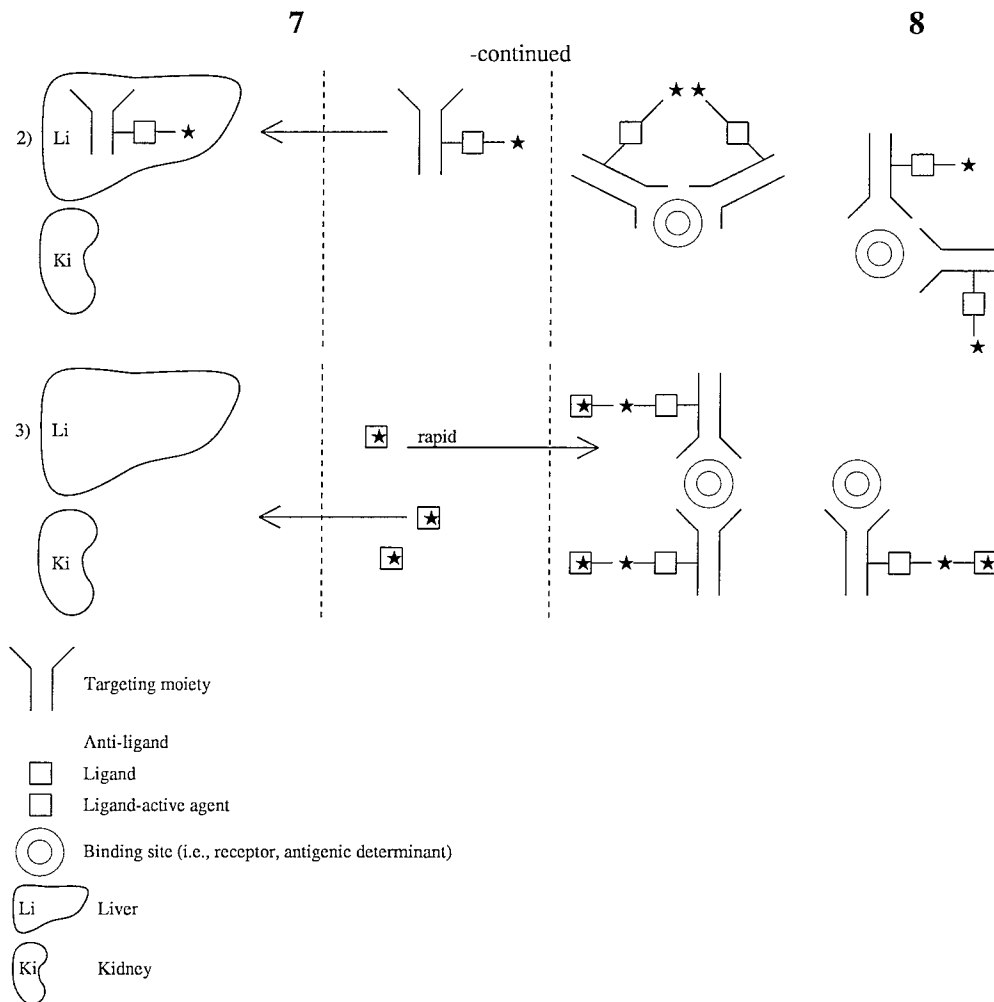 7 8
-continued
2) Li
Ki
3) Li
rapid
Ki
Targeting moiety
Anti-ligand
Ligand
Ligand-active agent
Binding site (i.e., receptor, antigenic determinant)
Li Liver
Ki Kidney